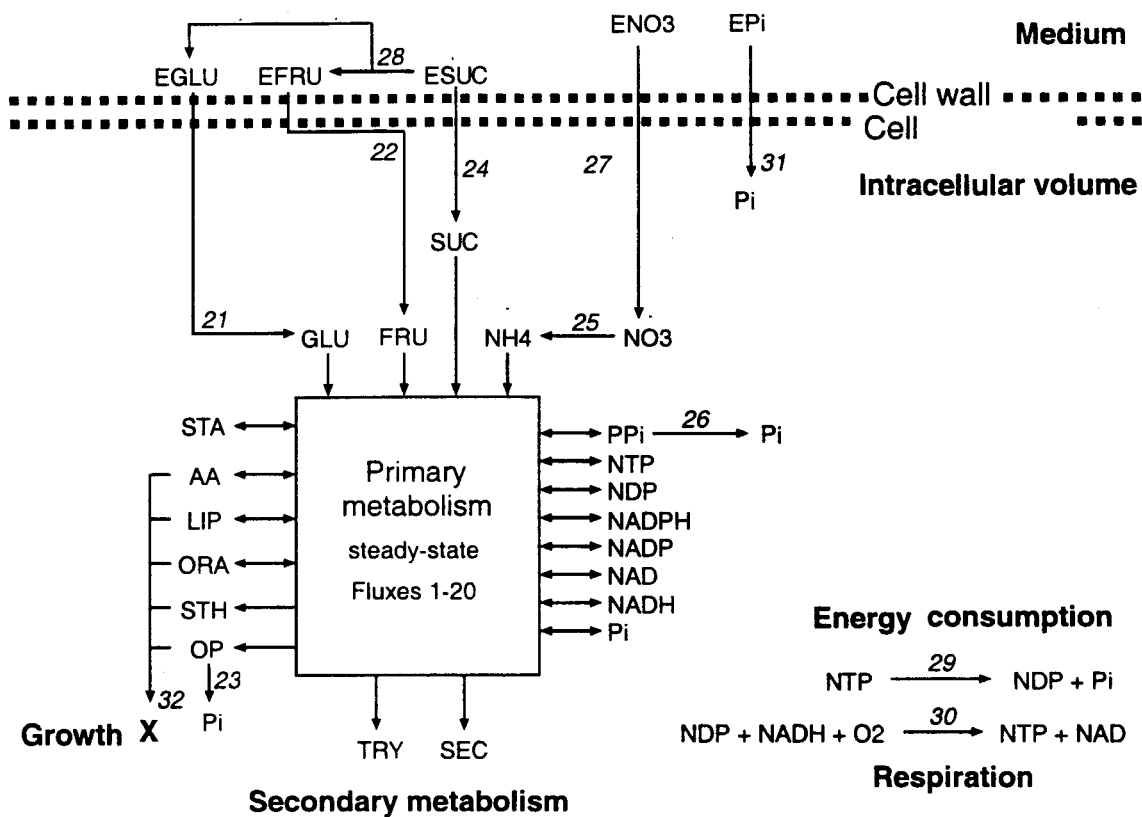 ENO3 EPi
Medium
28
EGLU EFRU ESUC
Cell wall
Cell
22 24 27 31
Intracellular volume
Pi
SUC
21 25
GLU FRU NH4 NO3
STA
26
PPi Pi
AA
Primary
metabolism
steady-state
Fluxes 1-20
NTP
NDP
LIP
NADPH
NADP
ORA
NAD
STH
NADH
OP
Pi
Energy consumption
23
29
NTP NDP + Pi
32
Growth X Pi
30
NDP + NADH + O2 NTP + NAD
TRY SEC
Respiration
Secondary metabolism